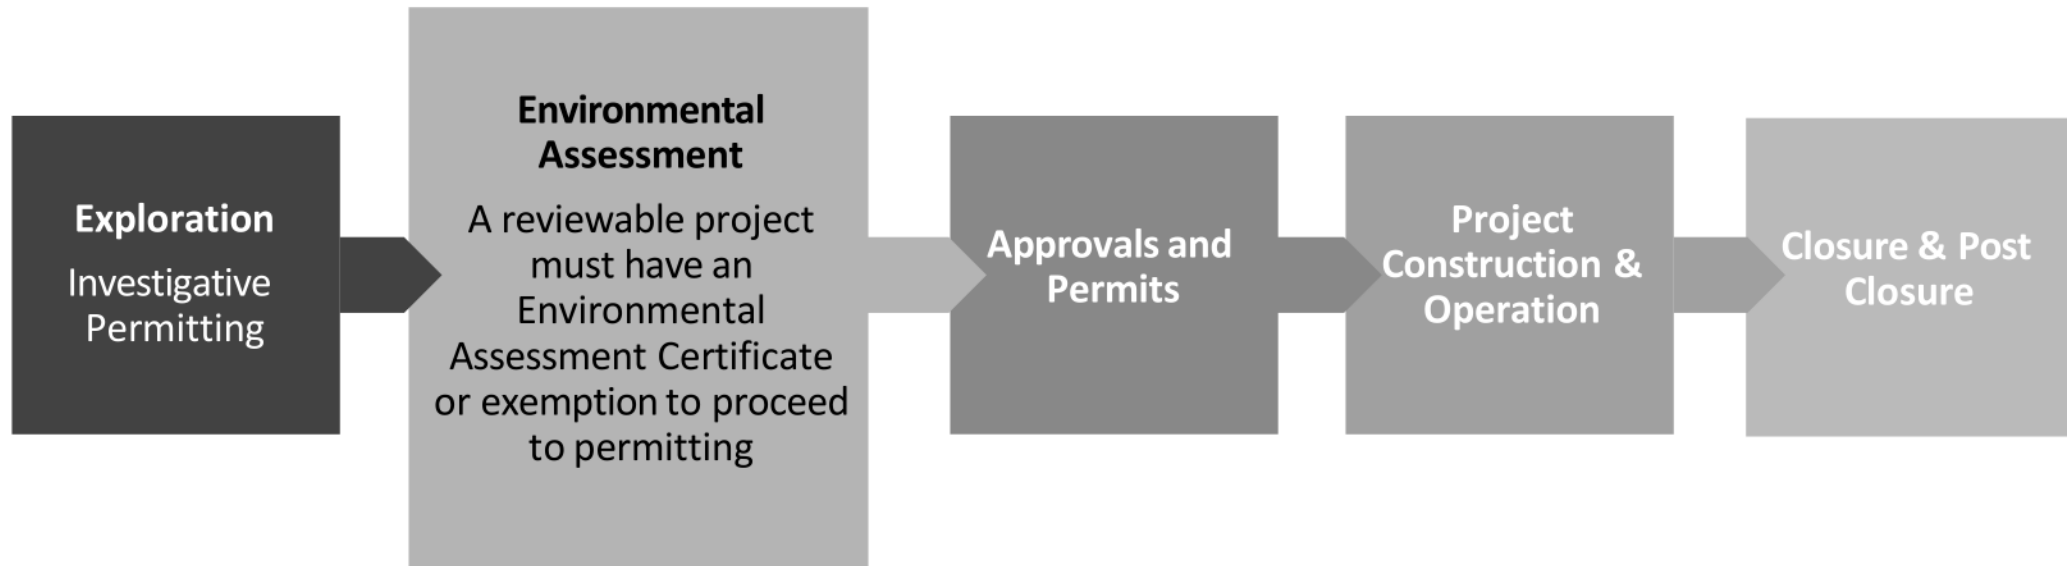 Exploration
Investigative
Permitting
Environmental
Assessment
A reviewable project
must have an
Environmental
Assessment Certificate
or exemption to proceed
to permitting
Approvals and
Permits
Project
Construction &
Operation
Closure & Post
Closure